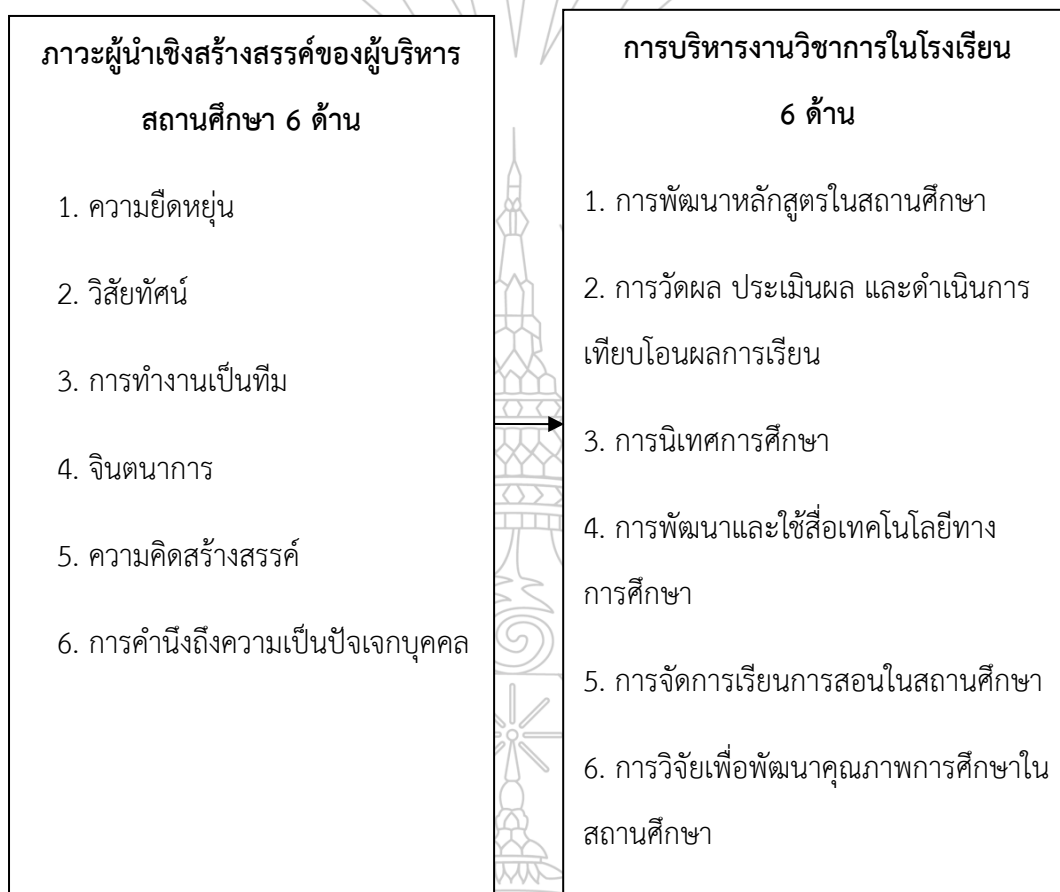 ภาวะผู้นำเชิงสร้างสรรค์ของผู้บริหาร
สถานศึกษา 6 ด้าน
1. ความยืดหยุ่น
2. วิสัยทัศน์
3. การทำงานเป็นทีม
4. จินตนาการ
5. ความคิดสร้างสรรค์
6. การคำนึงถึงความเป็นปัจเจกบุคคล
การบริหารงานวิชาการในโรงเรียน
6 ด้าน
1. การพัฒนาหลักสูตรในสถานศึกษา
2. การวัดผล ประเมินผล และดำเนินการ
เทียบโอนผลการเรียน
3. การนิเทศการศึกษา
4. การพัฒนาและใช้สื่อเทคโนโลยีทาง
การศึกษา
5. การจัดการเรียนการสอนในสถานศึกษา
6. การวิจัยเพื่อพัฒนาคุณภาพการศึกษาใน
สถานศึกษา